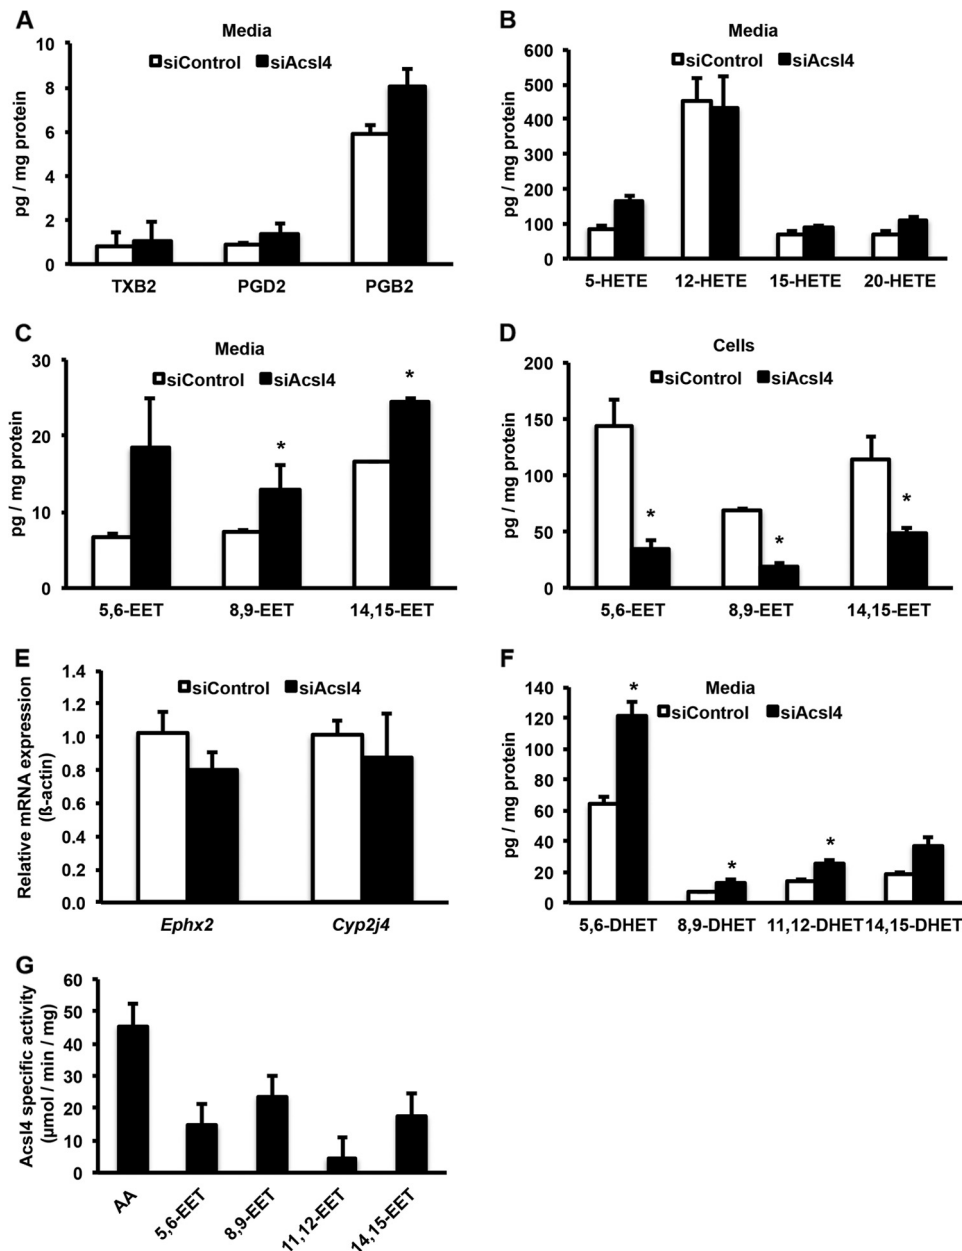 A
Media
siControl siAcsl4
pg / mg protein
10
8
6
4
2
0
TXB2 PGD2 PGB2
B
Media
siControl siAcsl4
pg / mg protein
600
500
400
300
200
100
0
5-HETE 12-HETE 15-HETE 20-HETE
C
Media
siControl siAcsl4
pg / mg protein
30
20
10
0
* *
5,6-EET 8,9-EET 14,15-EET
D
Cells
siControl siAcsl4
pg / mg protein
200
150
100
50
0
* * *
5,6-EET 8,9-EET 14,15-EET
E
siControl siAcsl4
Relative mRNA expression
(ß-actin)
1.4
1.2
1.0
0.8
0.6
0.4
0.2
0.0
Ephx2 Cyp2j4
F
Media
siControl siAcsl4
pg / mg protein
140
120
100
80
60
40
20
0
* * *
5,6-DHET 8,9-DHET 11,12-DHET 14,15-DHET
G
Acsl4 specific activity
(µmol / min / mg)
60
50
40
30
20
10
0
AA 5,6-EET 8,9-EET 11,12-EET 14,15-EET